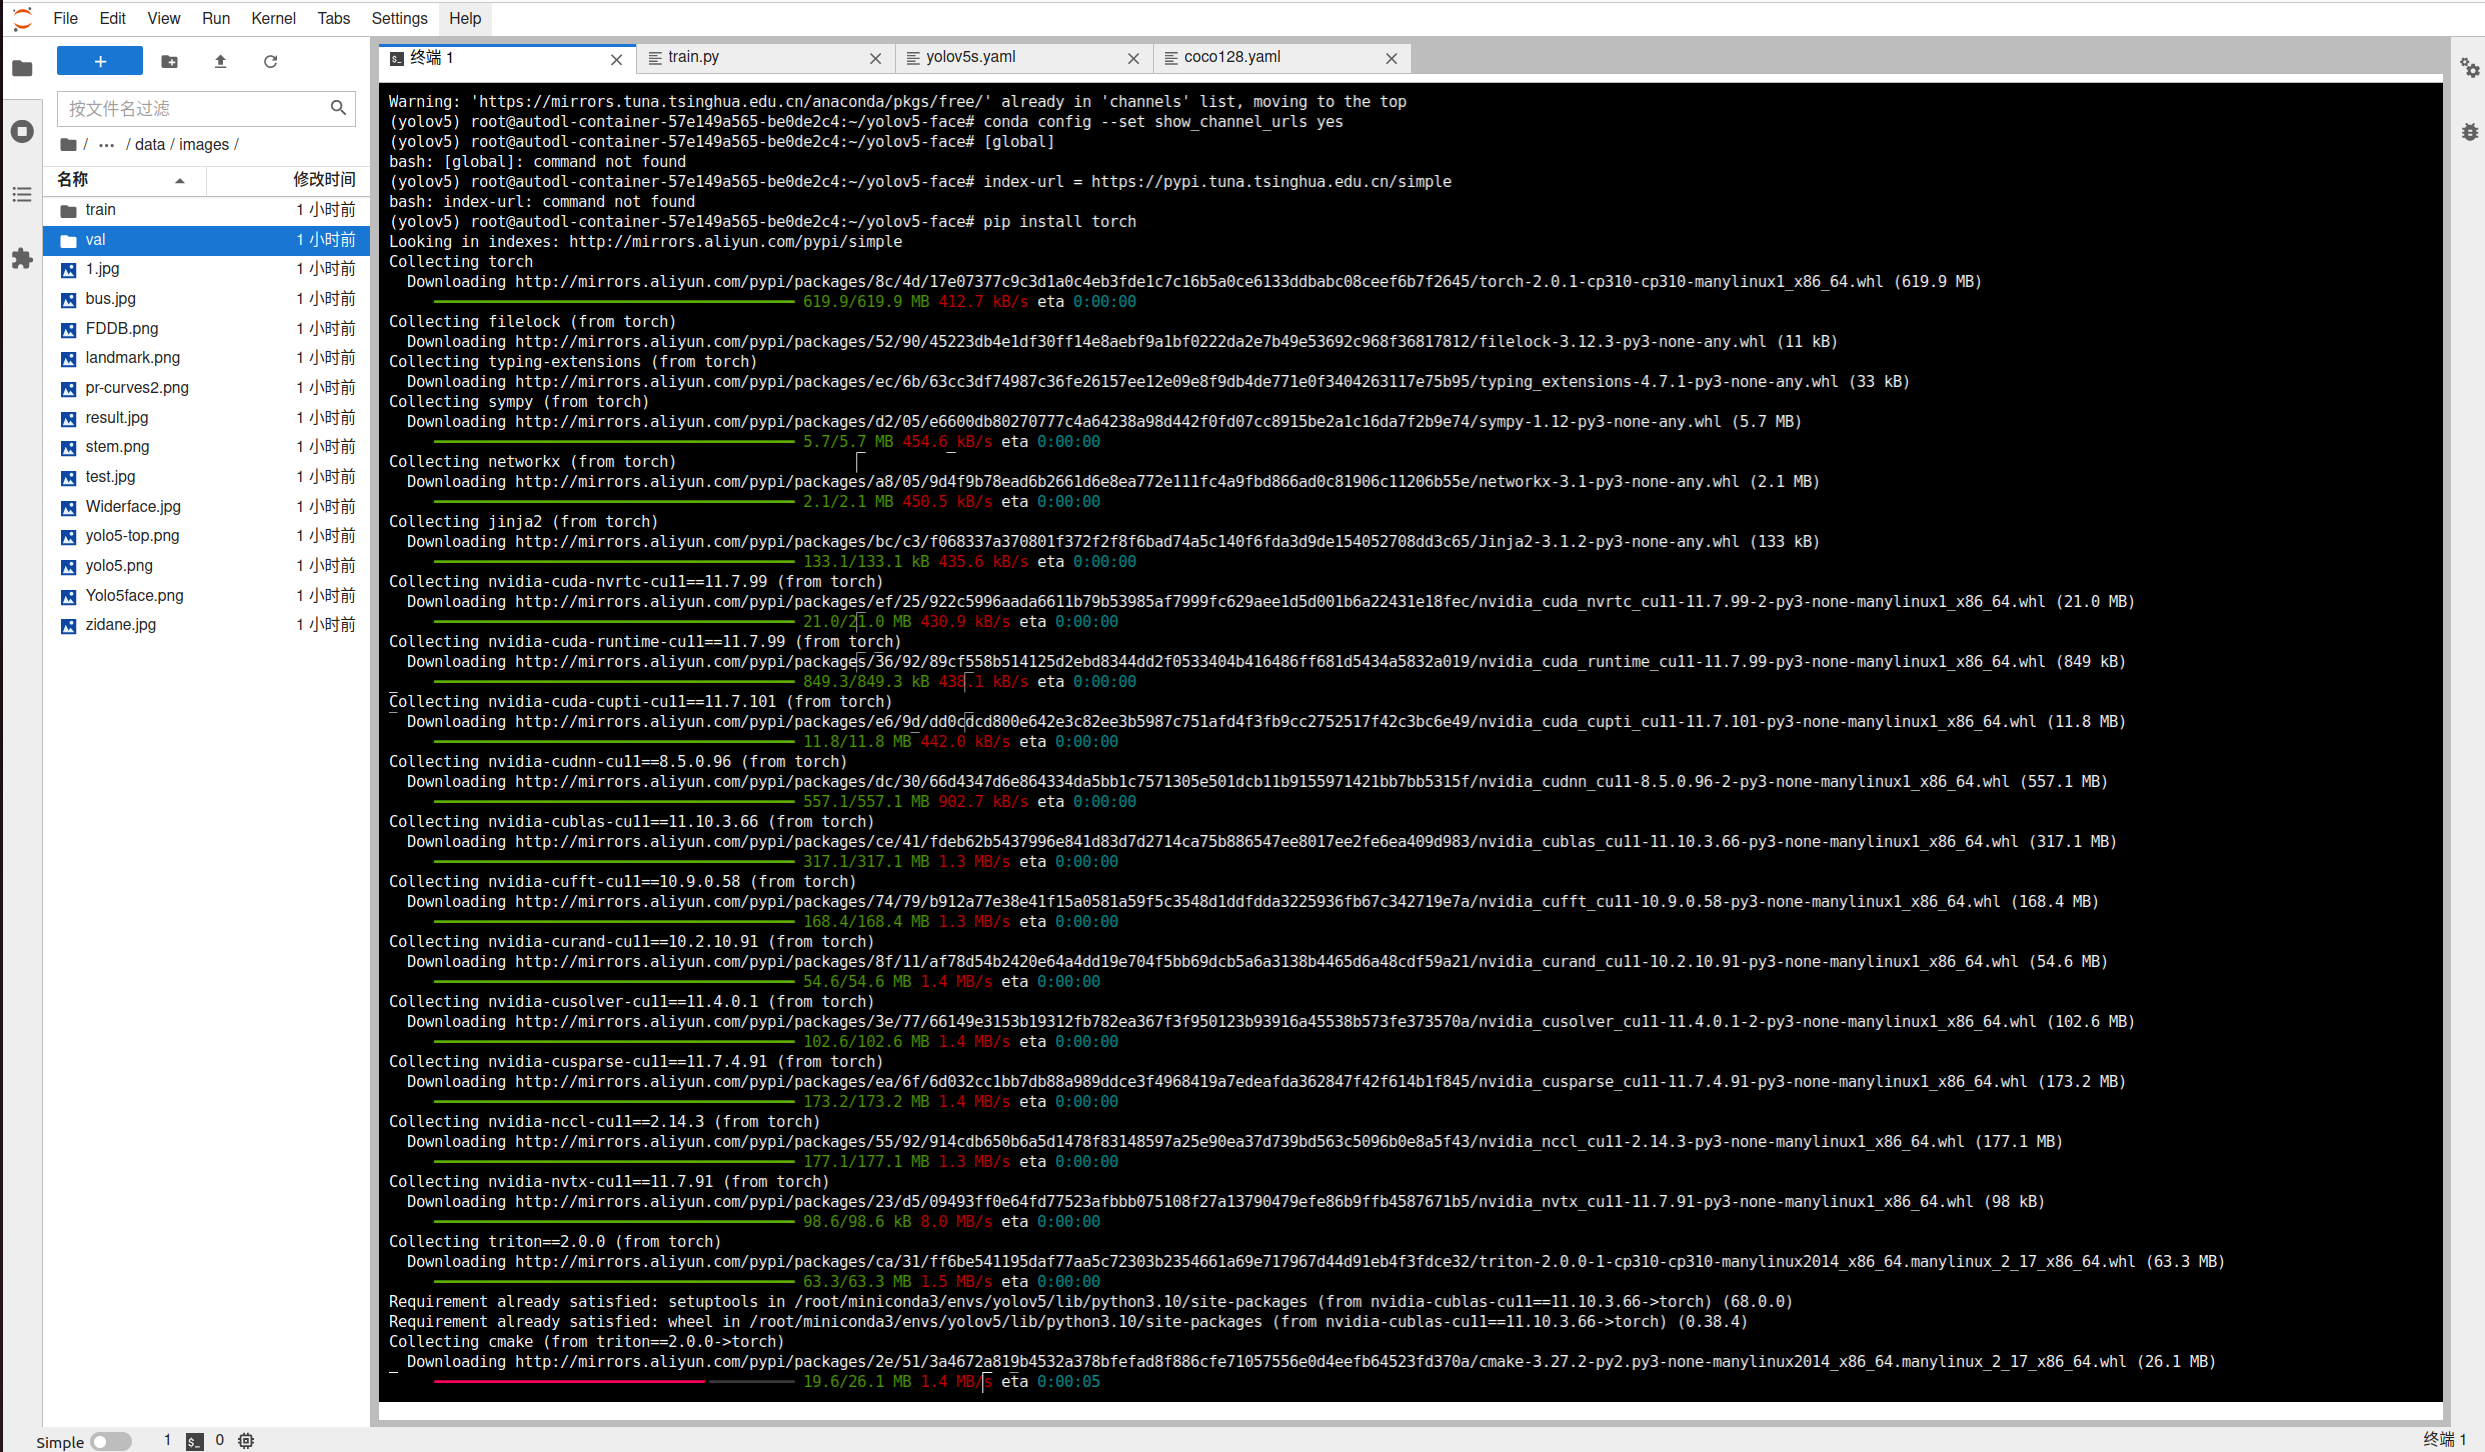 File Edit View Run Kernel Tabs Settings Help
+
按文件名过滤
/ ··· / data / images /
名称 修改时间
train 1 小时前
val 1 小时前
1.jpg 1 小时前
bus.jpg 1 小时前
FDDB.png 1 小时前
landmark.png 1 小时前
pr-curves2.png 1 小时前
result.jpg 1 小时前
stem.png 1 小时前
test.jpg 1 小时前
Widerface.jpg 1 小时前
yolo5-top.png 1 小时前
yolo5.png 1 小时前
Yolo5face.png 1 小时前
zidane.jpg 1 小时前
终端 1 train.py yolov5s.yaml coco128.yaml
Warning: 'https://mirrors.tuna.tsinghua.edu.cn/anaconda/pkgs/free/' already in 'channels' list, moving to the top
(yolov5) root@autodl-container-57e149a565-be0de2c4:~/yolov5-face# conda config --set show_channel_urls yes
(yolov5) root@autodl-container-57e149a565-be0de2c4:~/yolov5-face# [global]
bash: [global]: command not found
(yolov5) root@autodl-container-57e149a565-be0de2c4:~/yolov5-face# index-url = https://pypi.tuna.tsinghua.edu.cn/simple
bash: index-url: command not found
(yolov5) root@autodl-container-57e149a565-be0de2c4:~/yolov5-face# pip install torch
Looking in indexes: http://mirrors.aliyun.com/pypi/simple
Collecting torch
Downloading http://mirrors.aliyun.com/pypi/packages/8c/4d/17e07377c9c3d1a0c4eb3fde1c7c16b5a0ce6133ddbabc08ceef6b7f2645/torch-2.0.1-cp310-cp310-manylinux1_x86_64.whl (619.9 MB)
619.9/619.9 MB 412.7 kB/s eta 0:00:00
Collecting filelock (from torch)
Downloading http://mirrors.aliyun.com/pypi/packages/52/90/45223db4e1df30ff14e8aebf9a1bf0222da2e7b49e53692c968f36817812/filelock-3.12.3-py3-none-any.whl (11 kB)
Collecting typing-extensions (from torch)
Downloading http://mirrors.aliyun.com/pypi/packages/ec/6b/63cc3df74987c36fe26157ee12e09e8f9db4de771e0f3404263117e75b95/typing_extensions-4.7.1-py3-none-any.whl (33 kB)
Collecting sympy (from torch)
Downloading http://mirrors.aliyun.com/pypi/packages/d2/05/e6600db80270777c4a64238a98d442f0fd07cc8915be2a1c16da7f2b9e74/sympy-1.12-py3-none-any.whl (5.7 MB)
5.7/5.7 MB 454.6 kB/s eta 0:00:00
Collecting networkx (from torch)
Downloading http://mirrors.aliyun.com/pypi/packages/a8/05/9d4f9b78ead6b2661d6e8ea772e111fc4a9fbd866ad0c81906c11206b55e/networkx-3.1-py3-none-any.whl (2.1 MB)
2.1/2.1 MB 450.5 kB/s eta 0:00:00
Collecting jinja2 (from torch)
Downloading http://mirrors.aliyun.com/pypi/packages/bc/c3/f068337a370801f372f2f8f6bad74a5c140f6fda3d9de154052708dd3c65/Jinja2-3.1.2-py3-none-any.whl (133 kB)
133.1/133.1 kB 435.6 kB/s eta 0:00:00
Collecting nvidia-cuda-nvrtc-cu11==11.7.99 (from torch)
Downloading http://mirrors.aliyun.com/pypi/packages/ef/25/922c5996aada6611b79b53985af7999fc629aee1d5d001b6a22431e18fec/nvidia_cuda_nvrtc_cu11-11.7.99-2-py3-none-manylinux1_x86_64.whl (21.0 MB)
21.0/21.0 MB 430.9 kB/s eta 0:00:00
Collecting nvidia-cuda-runtime-cu11==11.7.99 (from torch)
Downloading http://mirrors.aliyun.com/pypi/packages/36/92/89cf558b514125d2ebd8344dd2f0533404b416486ff681d5434a5832a019/nvidia_cuda_runtime_cu11-11.7.99-py3-none-manylinux1_x86_64.whl (849 kB)
849.3/849.3 kB 438.1 kB/s eta 0:00:00
Collecting nvidia-cuda-cupti-cu11==11.7.101 (from torch)
Downloading http://mirrors.aliyun.com/pypi/packages/e6/9d/dd0cdcd800e642e3c82ee3b5987c751afd4f3fb9cc2752517f42c3bc6e49/nvidia_cuda_cupti_cu11-11.7.101-py3-none-manylinux1_x86_64.whl (11.8 MB)
11.8/11.8 MB 442.0 kB/s eta 0:00:00
Collecting nvidia-cudnn-cu11==8.5.0.96 (from torch)
Downloading http://mirrors.aliyun.com/pypi/packages/dc/30/66d4347d6e864334da5bb1c7571305e501dcb11b9155971421bb7bb5315f/nvidia_cudnn_cu11-8.5.0.96-2-py3-none-manylinux1_x86_64.whl (557.1 MB)
557.1/557.1 MB 902.7 kB/s eta 0:00:00
Collecting nvidia-cublas-cu11==11.10.3.66 (from torch)
Downloading http://mirrors.aliyun.com/pypi/packages/ce/41/fdeb62b5437996e841d83d7d2714ca75b886547ee8017ee2fe6ea409d983/nvidia_cublas_cu11-11.10.3.66-py3-none-manylinux1_x86_64.whl (317.1 MB)
317.1/317.1 MB 1.3 MB/s eta 0:00:00
Collecting nvidia-cufft-cu11==10.9.0.58 (from torch)
Downloading http://mirrors.aliyun.com/pypi/packages/74/79/b912a77e38e41f15a0581a59f5c3548d1ddfdda3225936fb67c342719e7a/nvidia_cufft_cu11-10.9.0.58-py3-none-manylinux1_x86_64.whl (168.4 MB)
168.4/168.4 MB 1.3 MB/s eta 0:00:00
Collecting nvidia-curand-cu11==10.2.10.91 (from torch)
Downloading http://mirrors.aliyun.com/pypi/packages/8f/11/af78d54b2420e64a4dd19e704f5bb69dcb5a6a3138b4465d6a48cdf59a21/nvidia_curand_cu11-10.2.10.91-py3-none-manylinux1_x86_64.whl (54.6 MB)
54.6/54.6 MB 1.4 MB/s eta 0:00:00
Collecting nvidia-cusolver-cu11==11.4.0.1 (from torch)
Downloading http://mirrors.aliyun.com/pypi/packages/3e/77/66149e3153b19312fb782ea367f3f950123b93916a45538b573fe373570a/nvidia_cusolver_cu11-11.4.0.1-2-py3-none-manylinux1_x86_64.whl (102.6 MB)
102.6/102.6 MB 1.4 MB/s eta 0:00:00
Collecting nvidia-cusparse-cu11==11.7.4.91 (from torch)
Downloading http://mirrors.aliyun.com/pypi/packages/ea/6f/6d032cc1bb7db88a989ddce3f4968419a7edeafda362847f42f614b1f845/nvidia_cusparse_cu11-11.7.4.91-py3-none-manylinux1_x86_64.whl (173.2 MB)
173.2/173.2 MB 1.4 MB/s eta 0:00:00
Collecting nvidia-nccl-cu11==2.14.3 (from torch)
Downloading http://mirrors.aliyun.com/pypi/packages/55/92/914cdb650b6a5d1478f83148597a25e90ea37d739bd563c5096b0e8a5f43/nvidia_nccl_cu11-2.14.3-py3-none-manylinux1_x86_64.whl (177.1 MB)
177.1/177.1 MB 1.3 MB/s eta 0:00:00
Collecting nvidia-nvtx-cu11==11.7.91 (from torch)
Downloading http://mirrors.aliyun.com/pypi/packages/23/d5/09493ff0e64fd77523afbbb075108f27a13790479efe86b9ffb4587671b5/nvidia_nvtx_cu11-11.7.91-py3-none-manylinux1_x86_64.whl (98 kB)
98.6/98.6 kB 8.0 MB/s eta 0:00:00
Collecting triton==2.0.0 (from torch)
Downloading http://mirrors.aliyun.com/pypi/packages/ca/31/ff6be541195daf77aa5c72303b2354661a69e717967d44d91eb4f3fdce32/triton-2.0.0-1-cp310-cp310-manylinux2014_x86_64.manylinux_2_17_x86_64.whl (63.3 MB)
63.3/63.3 MB 1.5 MB/s eta 0:00:00
Requirement already satisfied: setuptools in /root/miniconda3/envs/yolov5/lib/python3.10/site-packages (from nvidia-cublas-cu11==11.10.3.66->torch) (68.0.0)
Requirement already satisfied: wheel in /root/miniconda3/envs/yolov5/lib/python3.10/site-packages (from nvidia-cublas-cu11==11.10.3.66->torch) (0.38.4)
Collecting cmake (from triton==2.0.0->torch)
Downloading http://mirrors.aliyun.com/pypi/packages/2e/51/3a4672a819b4532a378bfefad8f886cfe71057556e0d4eefb64523fd370a/cmake-3.27.2-py2.py3-none-manylinux2014_x86_64.manylinux_2_17_x86_64.whl (26.1 MB)
19.6/26.1 MB 1.4 MB/s eta 0:00:05
Simple 1 0 终端 1